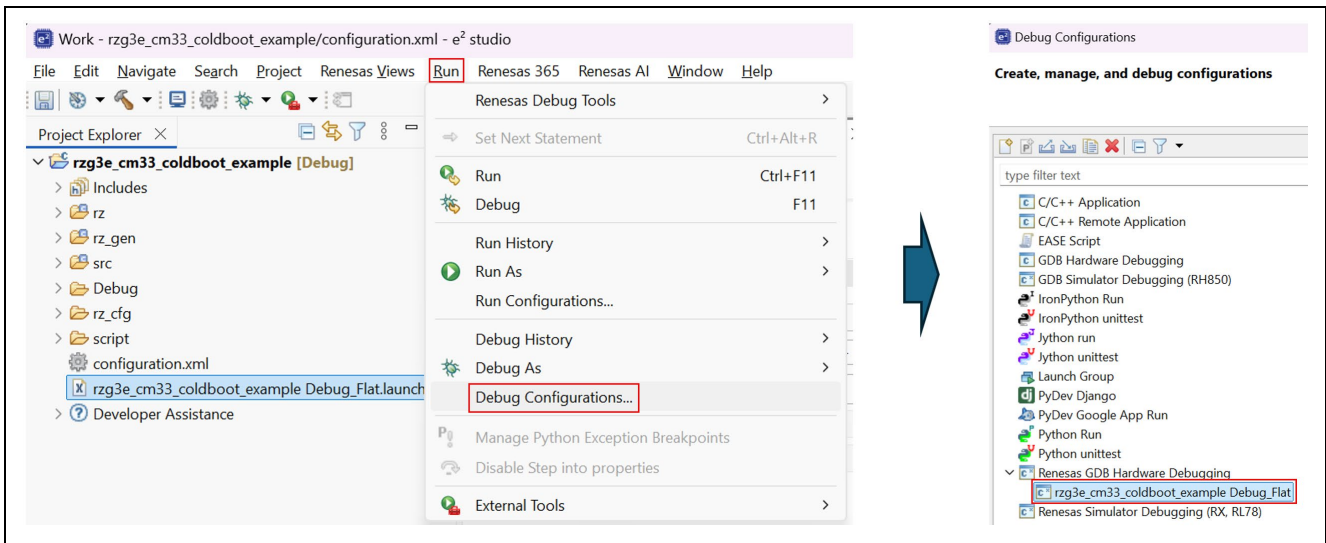 Work - rzg3e_cm33_coldboot_example/configuration.xml - e² studio
File Edit Navigate Search Project Renesas Views Run Renesas 365 Renesas AI Window Help
Project Explorer
rzg3e_cm33_coldboot_example [Debug]
Includes
rz
rz_gen
src
Debug
rz_cfg
script
configuration.xml
rzg3e_cm33_coldboot_example Debug_Flat.launch
Developer Assistance
Renesas Debug Tools
Set Next Statement Ctrl+Alt+R
Run Ctrl+F11
Debug F11
Run History
Run As
Run Configurations...
Debug History
Debug As
Debug Configurations...
Manage Python Exception Breakpoints
Disable Step into properties
External Tools
Debug Configurations
Create, manage, and debug configurations
type filter text
C/C++ Application
C/C++ Remote Application
EASE Script
GDB Hardware Debugging
GDB Simulator Debugging (RH850)
IronPython Run
IronPython unittest
Jython run
Jython unittest
Launch Group
PyDev Django
PyDev Google App Run
Python Run
Python unittest
Renesas GDB Hardware Debugging
rzg3e_cm33_coldboot_example Debug_Flat
Renesas Simulator Debugging (RX, RL78)